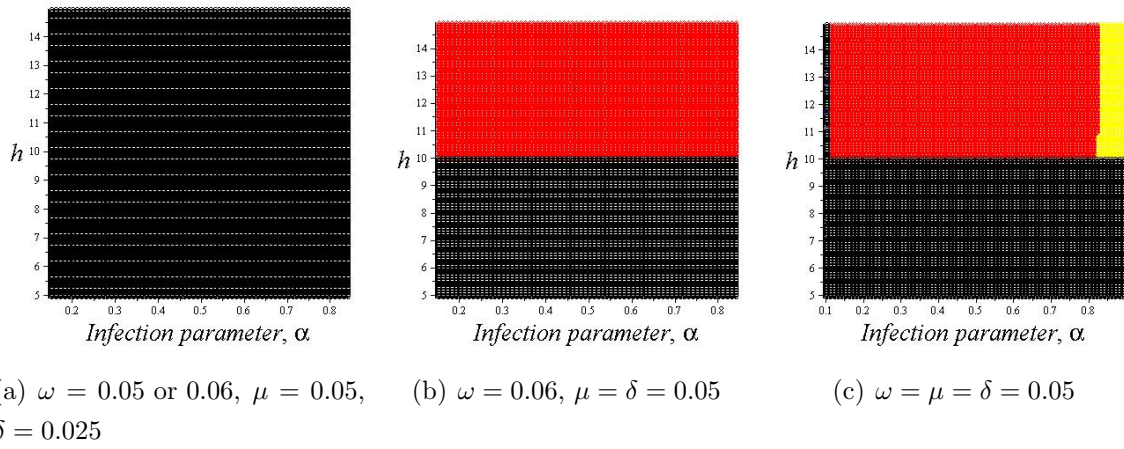 14
13
12
11
h 10
9
8
7
6
5
0.2 0.3 0.4 0.5 0.6 0.7 0.8
Infection parameter, α
14
13
12
11
h 10
9
8
7
6
5
0.2 0.3 0.4 0.5 0.6 0.7 0.8
Infection parameter, α
14
13
12
11
h 10
9
8
7
6
5
0.1 0.2 0.3 0.4 0.5 0.6 0.7 0.8
Infection parameter, α
a) ω = 0.05 or 0.06, μ = 0.05,
δ = 0.025
(b) ω = 0.06, μ = δ = 0.05
(c) ω = μ = δ = 0.05